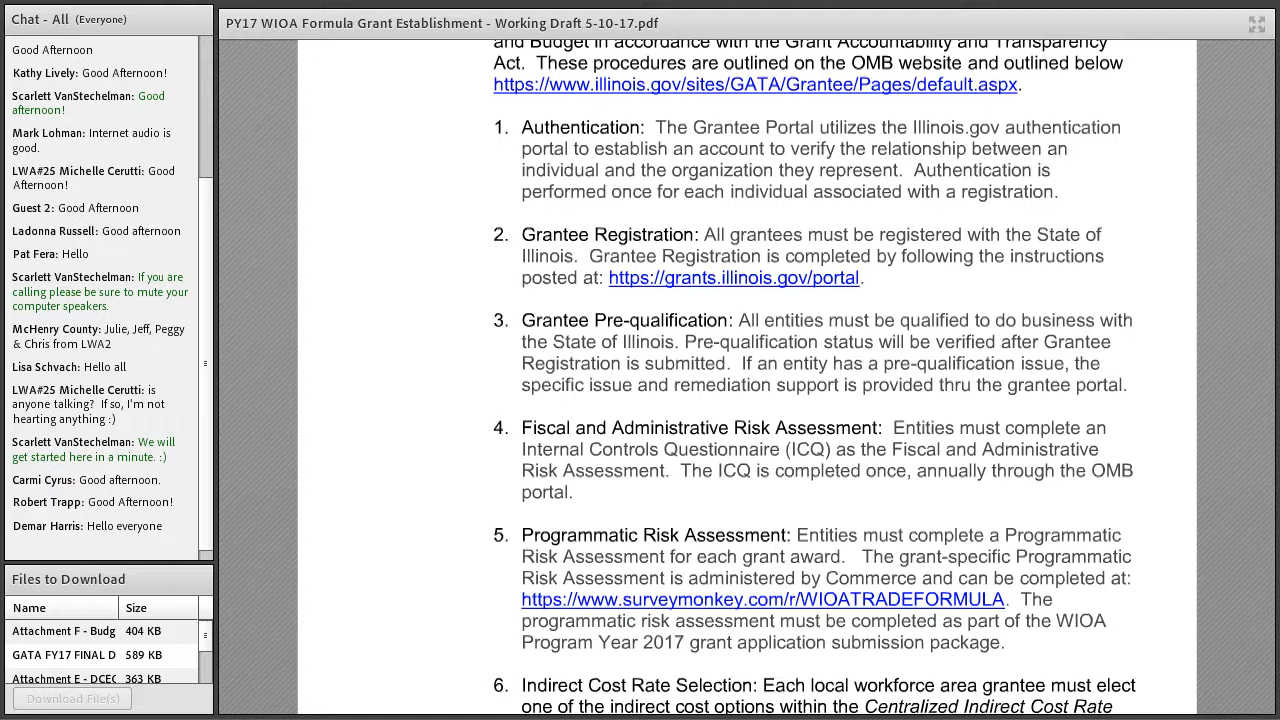 Chat - All (Everyone)
Good Afternoon
Kathy Lively: Good Afternoon!
Scarlett VanStechelman: Good
afternoon!
Mark Lohman: Internet audio is
good.
LWA#25 Michelle Cerutti: Good
Afternoon!
Guest 2: Good Afternoon
Ladonna Russell: Good afternoon
Pat Fera: Hello
Scarlett VanStechelman: If you are
calling please be sure to mute your
computer speakers.
McHenry County: Julie, Jeff, Peggy
& Chris from LWA2
Lisa Schvach: Hello all
LWA#25 Michelle Cerutti: is
anyone talking? If so, I'm not
hearting anything :)
Scarlett VanStechelman: We will
get started here in a minute. :)
Carmi Cyrus: Good afternoon.
Robert Trapp: Good Afternoon!
Demar Harris: Hello everyone
Files to Download
Name Size
Attachment F - Budg 404 KB
GATA FY17 FINAL D 589 KB
Attachment E - DCEC 363 KB
Download File(s)
PY17 WIOA Formula Grant Establishment - Working Draft 5-10-17.pdf
and Budget in accordance with the Grant Accountability and Transparency
Act. These procedures are outlined on the OMB website and outlined below
https://www.illinois.gov/sites/GATA/Grantee/Pages/default.aspx.
1. Authentication: The Grantee Portal utilizes the Illinois.gov authentication
portal to establish an account to verify the relationship between an
individual and the organization they represent. Authentication is
performed once for each individual associated with a registration.
2. Grantee Registration: All grantees must be registered with the State of
Illinois. Grantee Registration is completed by following the instructions
posted at: https://grants.illinois.gov/portal.
3. Grantee Pre-qualification: All entities must be qualified to do business with
the State of Illinois. Pre-qualification status will be verified after Grantee
Registration is submitted. If an entity has a pre-qualification issue, the
specific issue and remediation support is provided thru the grantee portal.
4. Fiscal and Administrative Risk Assessment: Entities must complete an
Internal Controls Questionnaire (ICQ) as the Fiscal and Administrative
Risk Assessment. The ICQ is completed once, annually through the OMB
portal.
5. Programmatic Risk Assessment: Entities must complete a Programmatic
Risk Assessment for each grant award. The grant-specific Programmatic
Risk Assessment is administered by Commerce and can be completed at:
https://www.surveymonkey.com/r/WIOATRADEFORMULA. The
programmatic risk assessment must be completed as part of the WIOA
Program Year 2017 grant application submission package.
6. Indirect Cost Rate Selection: Each local workforce area grantee must elect
one of the indirect cost options within the Centralized Indirect Cost Rate